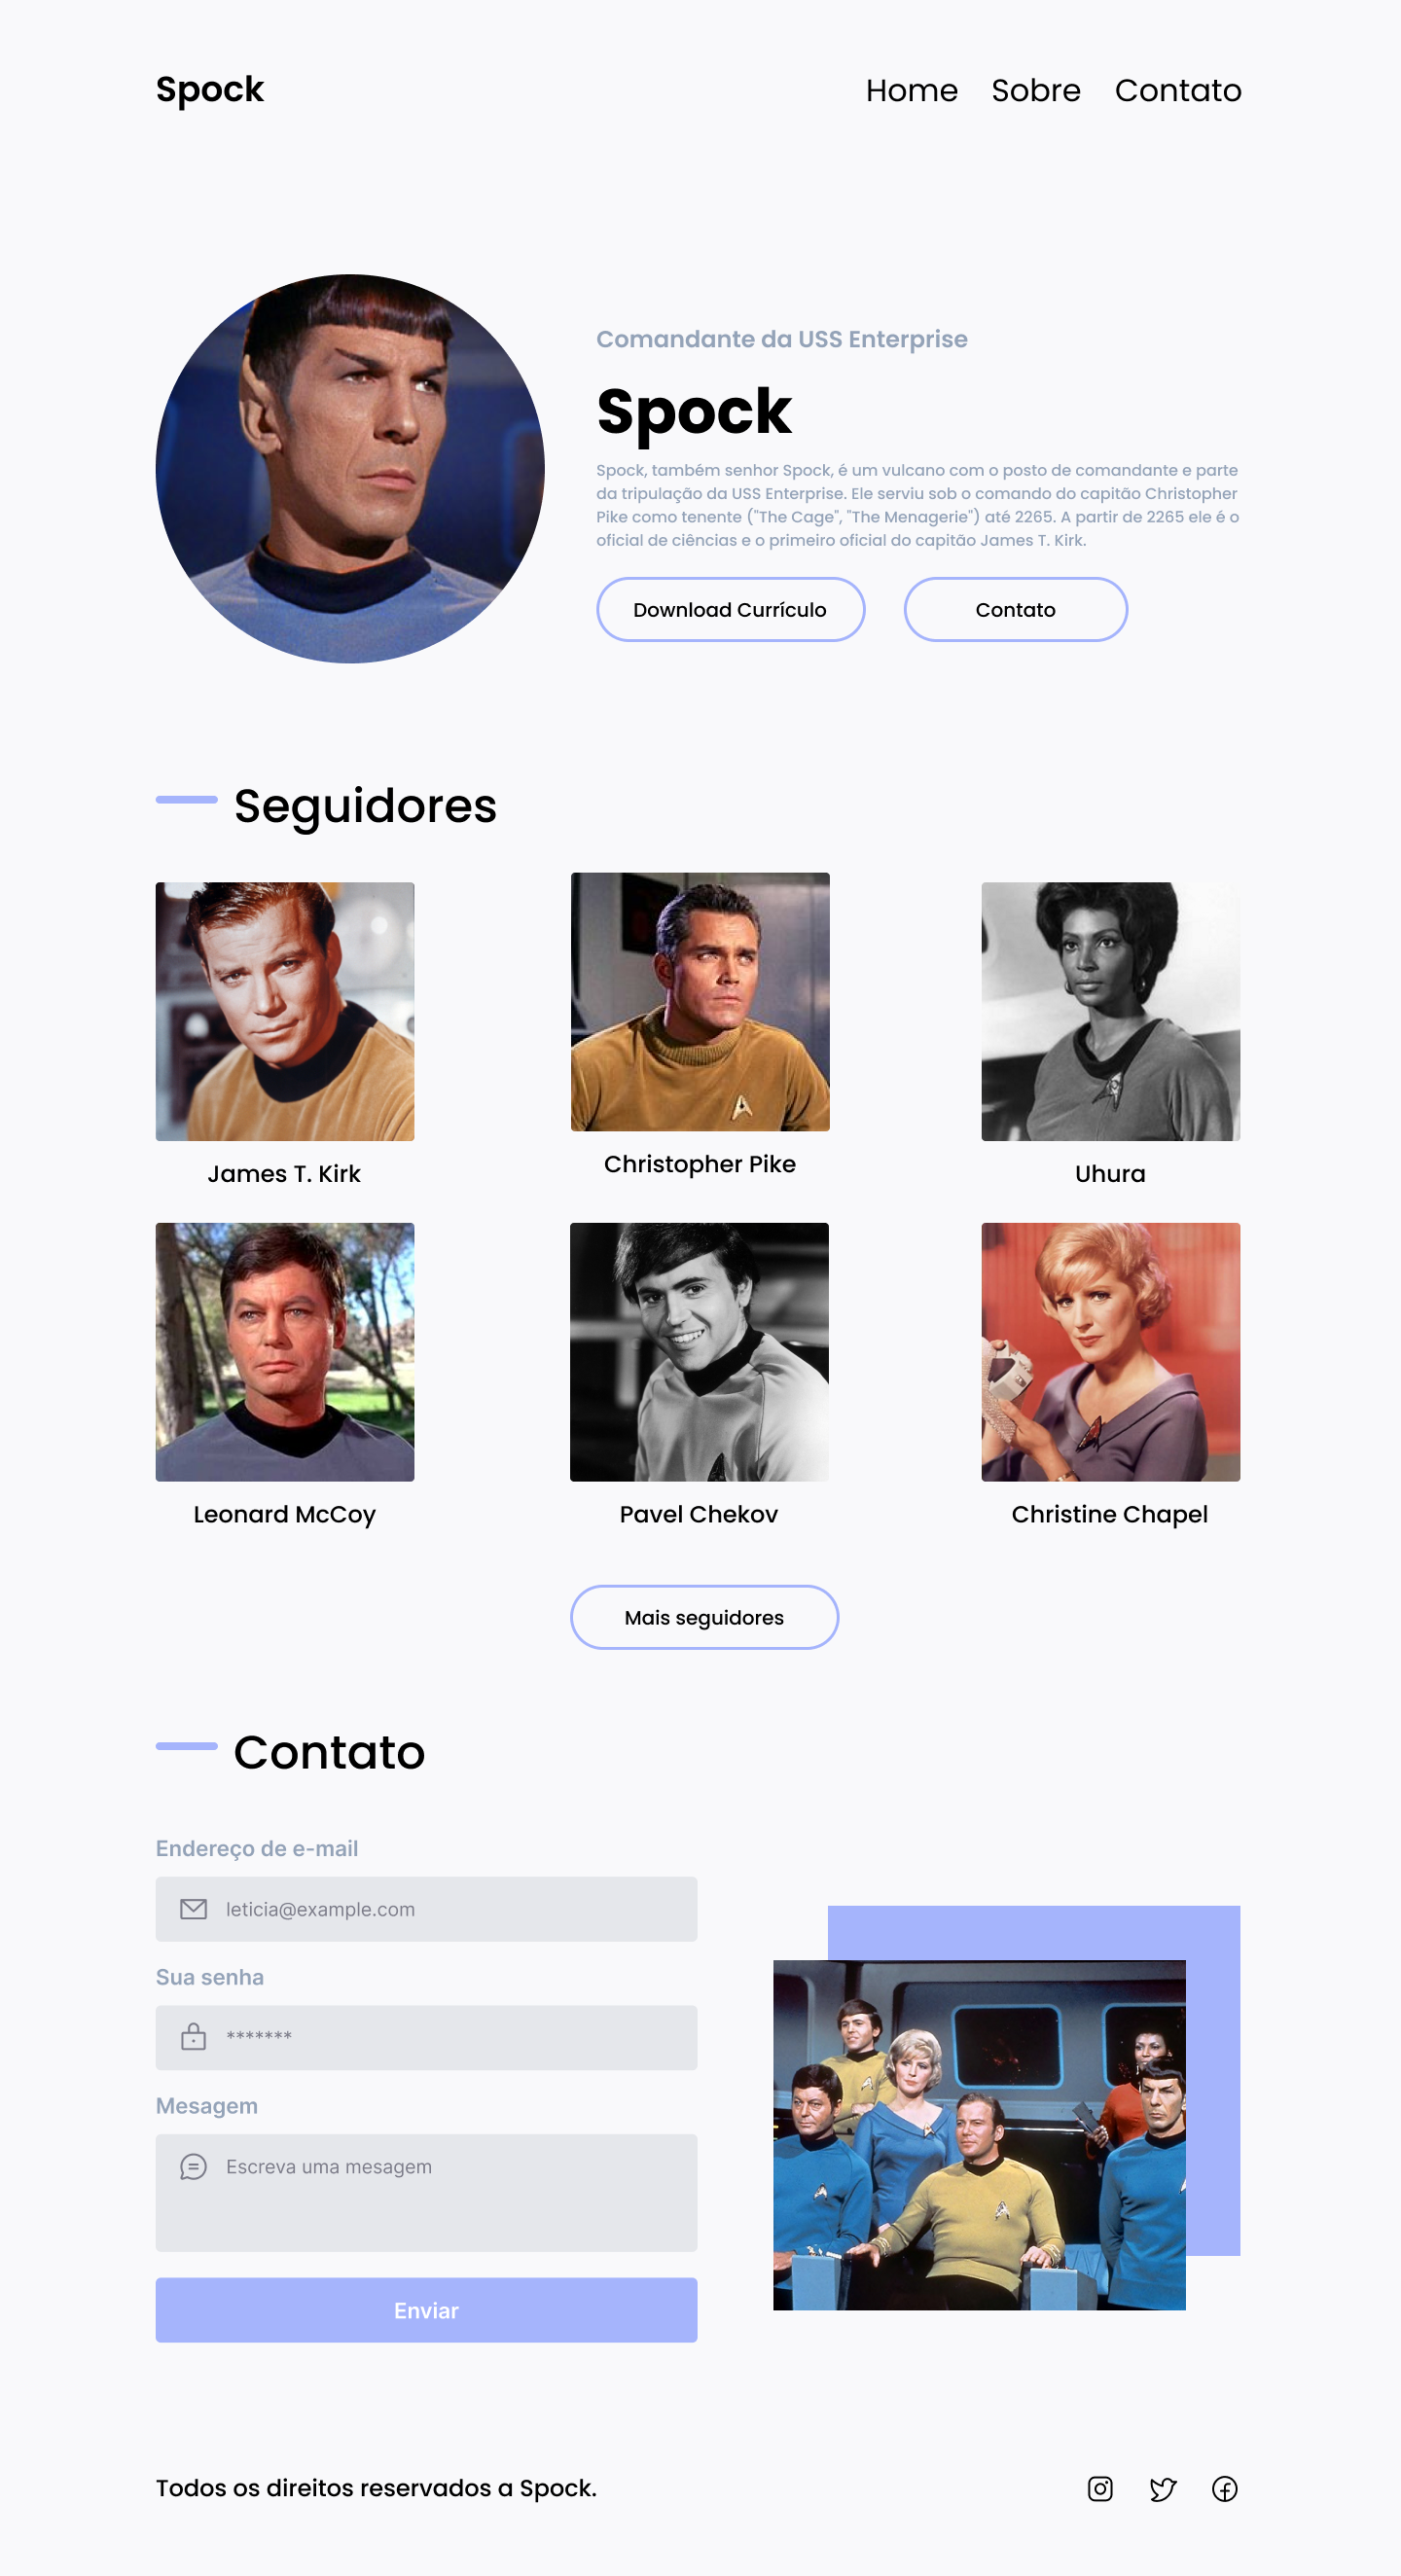 Spock
Home Sobre Contato
Comandante da USS Enterprise
Spock
Spock, também senhor Spock, é um vulcano com o posto de comandante e parte
da tripulação da USS Enterprise. Ele serviu sob o comando do capitão Christopher
Pike como tenente ("The Cage", "The Menagerie") até 2265. A partir de 2265 ele é o
oficial de ciências e o primeiro oficial do capitão James T. Kirk.
Download Currículo
Contato
Seguidores
James T. Kirk
Christopher Pike
Uhura
Leonard McCoy
Pavel Chekov
Christine Chapel
Mais seguidores
Contato
Endereço de e-mail
leticia@example.com
Sua senha
*******
Mesagem
Escreva uma mesagem
Enviar
Todos os direitos reservados a Spock.